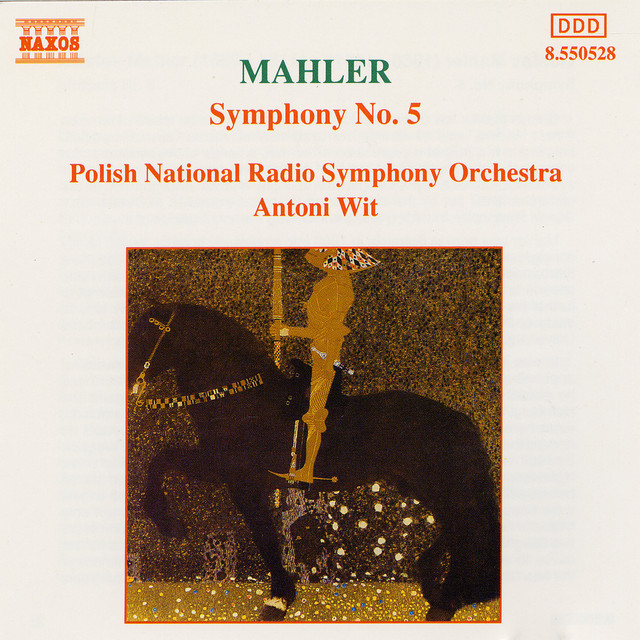 NAXOS
DDD
8.550528
MAHLER
Symphony No. 5
Polish National Radio Symphony Orchestra
Antoni Wit